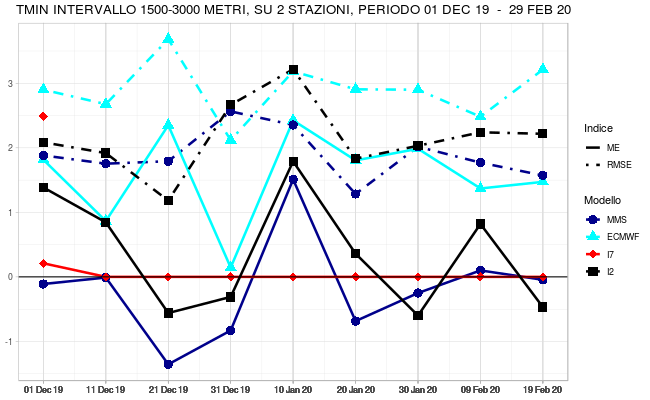 TMIN INTERVALLO 1500-3000 METRI, SU 2 STAZIONI, PERIODO 01 DEC 19 - 29 FEB 20
3
2
1
0
-1
01 Dec 19 11 Dec 19 21 Dec 19 31 Dec 19 10 Jan 20 20 Jan 20 30 Jan 20 09 Feb 20 19 Feb 20
Indice
ME
RMSE
Modello
MMS
ECMWF
I7
I2